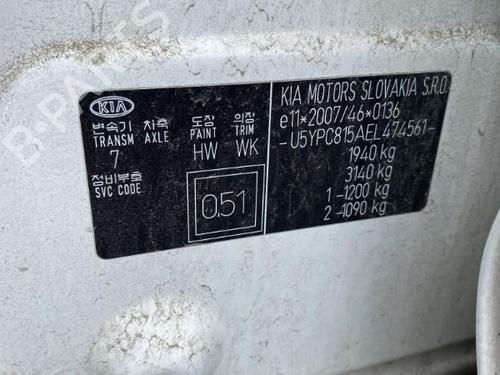 KIA
KIA MOTORS SLOVAKIA S.R.O.
e11*2007/46*0136
-U5YPC815AEL474561-
1940 kg
3140 kg
1-1200 kg
2-1090 kg
변속기 차축 도장 의장
TRANSM AXLE PAINT TRIM
7 HW WK
정비부호
SVC CODE
0.51